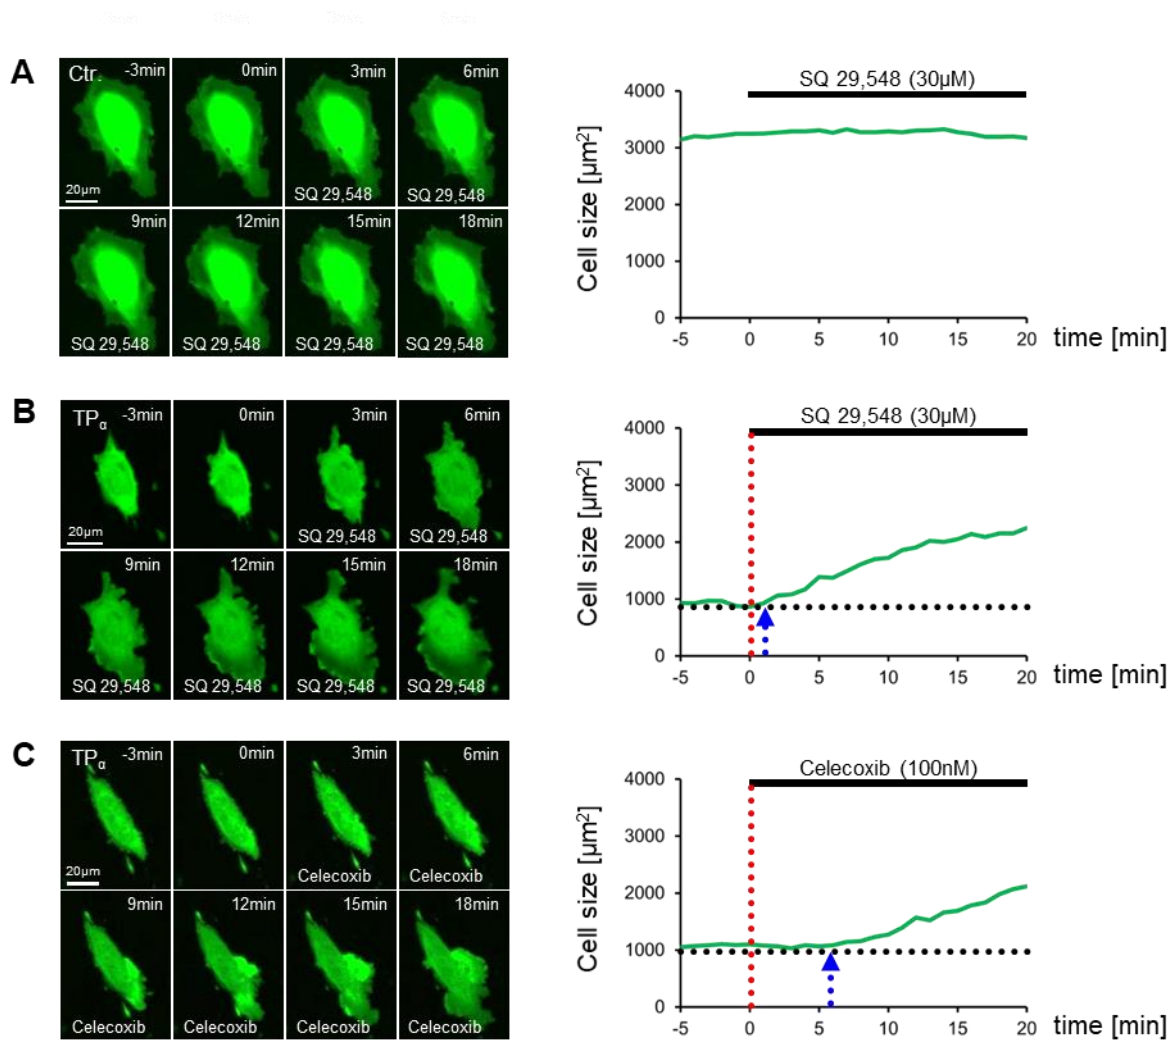 A
Ctr. -3min 0min 3min 6min
20µm SQ 29,548 SQ 29,548
9min 12min 15min 18min
SQ 29,548 SQ 29,548 SQ 29,548 SQ 29,548
SQ 29,548 (30µM)
Cell size [µm²]
4000
3000
2000
1000
0
-5 0 5 10 15 20 time [min]
B
TPα -3min 0min 3min 6min
20µm SQ 29,548 SQ 29,548
9min 12min 15min 18min
SQ 29,548 SQ 29,548 SQ 29,548 SQ 29,548
SQ 29,548 (30µM)
Cell size [µm²]
4000
3000
2000
1000
0
-5 0 5 10 15 20 time [min]
C
TPα -3min 0min 3min 6min
20µm Celecoxib Celecoxib
9min 12min 15min 18min
Celecoxib Celecoxib Celecoxib Celecoxib
Celecoxib (100nM)
Cell size [µm²]
4000
3000
2000
1000
0
-5 0 5 10 15 20 time [min]